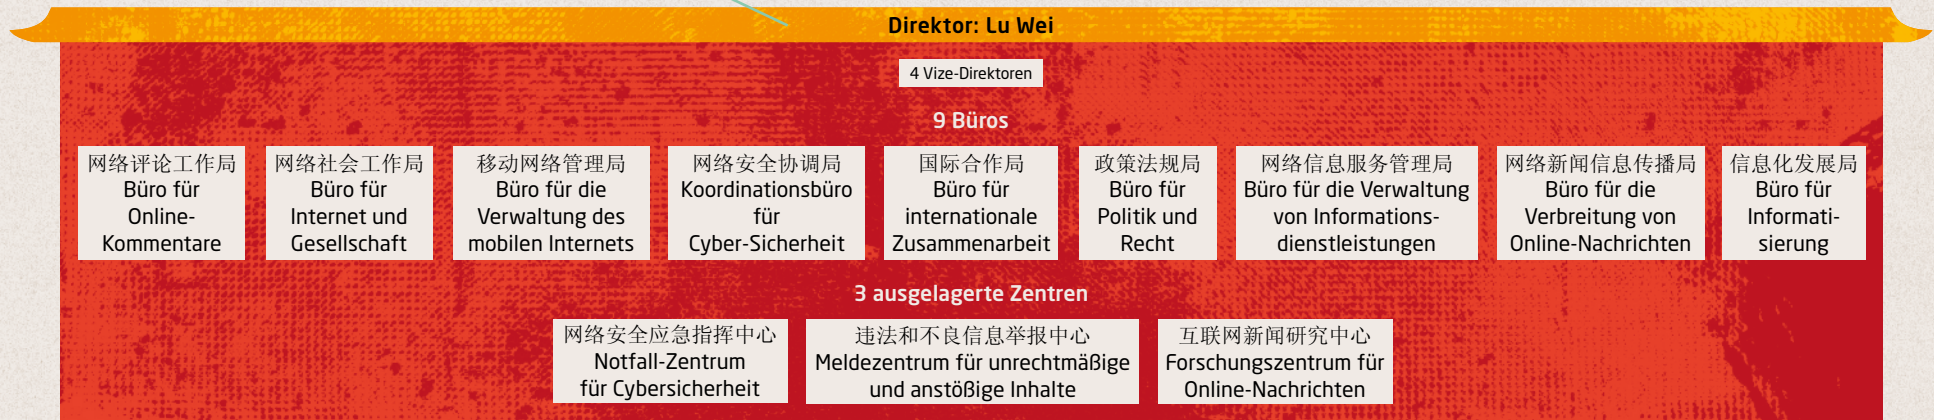 Direktor: Lu Wei
4 Vize-Direktoren
9 Büros
网络评论工作局
Büro für
Online-
Kommentare
网络社会工作局
Büro für
Internet und
Gesellschaft
移动网络管理局
Büro für die
Verwaltung des
mobilen Internets
网络安全协调局
Koordinationsbüro
für
Cyber-Sicherheit
国际合作局
Büro für
internationale
Zusammenarbeit
政策法规局
Büro für
Politik und
Recht
网络信息服务管理局
Büro für die Verwaltung
von Informations-
dienstleistungen
网络新闻信息传播局
Büro für die
Verbreitung von
Online-Nachrichten
信息化发展局
Büro für
Informati-
sierung
3 ausgelagerte Zentren
网络安全应急指挥中心
Notfall-Zentrum
für Cybersicherheit
违法和不良信息举报中心
Meldezentrum für unrechtmäßige
und anstößige Inhalte
互联网新闻研究中心
Forschungszentrum für
Online-Nachrichten